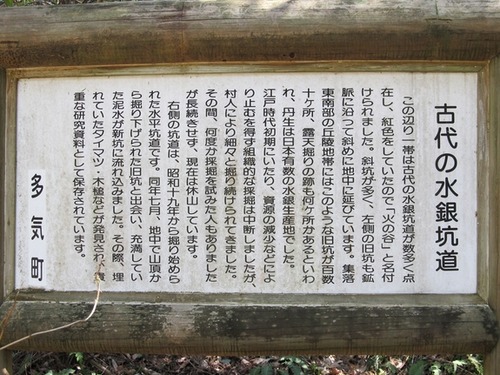 古代の水銀坑道
この辺り一帯は古代の水銀坑道が数多く点
在し、紅色をしていたので「火の谷」と名付
けられました。斜坑が多く、左側の旧坑も鉱
脈に沿って斜めに地中に延びています。集落
東南部の丘陵地帯にはこのような旧坑が百数
十ヶ所、露天掘りの跡も何ヶ所かあるといわ
れ、丹生は日本有数の水銀生産地でした。
江戸時代初期にいたり、資源の減少などによ
り止むを得ず組織的な採掘は中断しましたが、
村人により細々と掘り続けられてきました。
その間、何度か採掘を試みた人もありました
が長続きせず、現在は休山しています。
右側の坑道は、昭和十九年から掘り始めら
れた水平坑道です。同年七月、地中で山頂か
ら掘り下げられた旧坑と出会い、充満してい
た泥水が新坑に流れ込みました。その際、埋
れていたタイマツ・木槌などが発見され、貴
重な研究資料として保存されています。
多気町